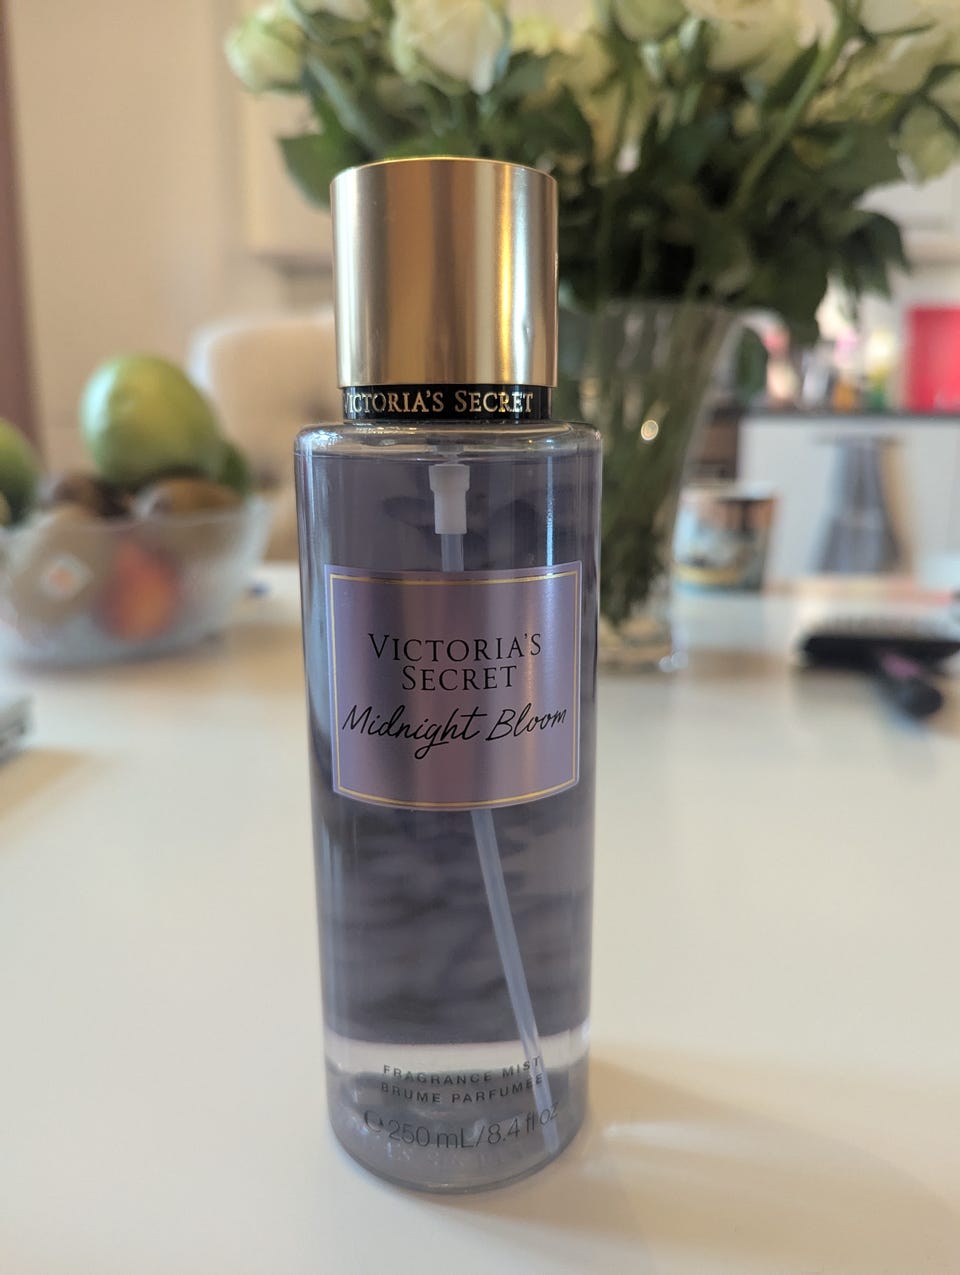 VICTORIA'S SECRET
VICTORIA'S
SECRET
Midnight Bloom
FRAGRANCE MIST
BRUME PARFUMÉE
℮ 250 mL/8.4 fl oz